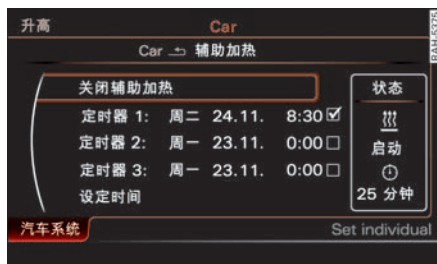 升高 Car
Car 辅助加热
关闭辅助加热
定时器 1: 周二 24.11. 8:30
定时器 2: 周一 23.11. 0:00
定时器 3: 周一 23.11. 0:00
设定时间
状态
启动
25 分钟
汽车系统 Set individual
RAH-5375